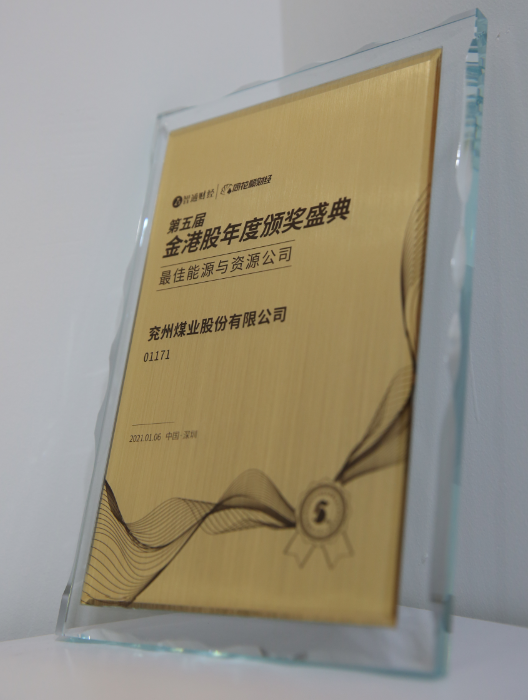 智通财经 | 同花顺财经
第五届
金港股年度颁奖盛典
最佳能源与资源公司
兖州煤业股份有限公司
01171
2021.01.06 中国·深圳
5